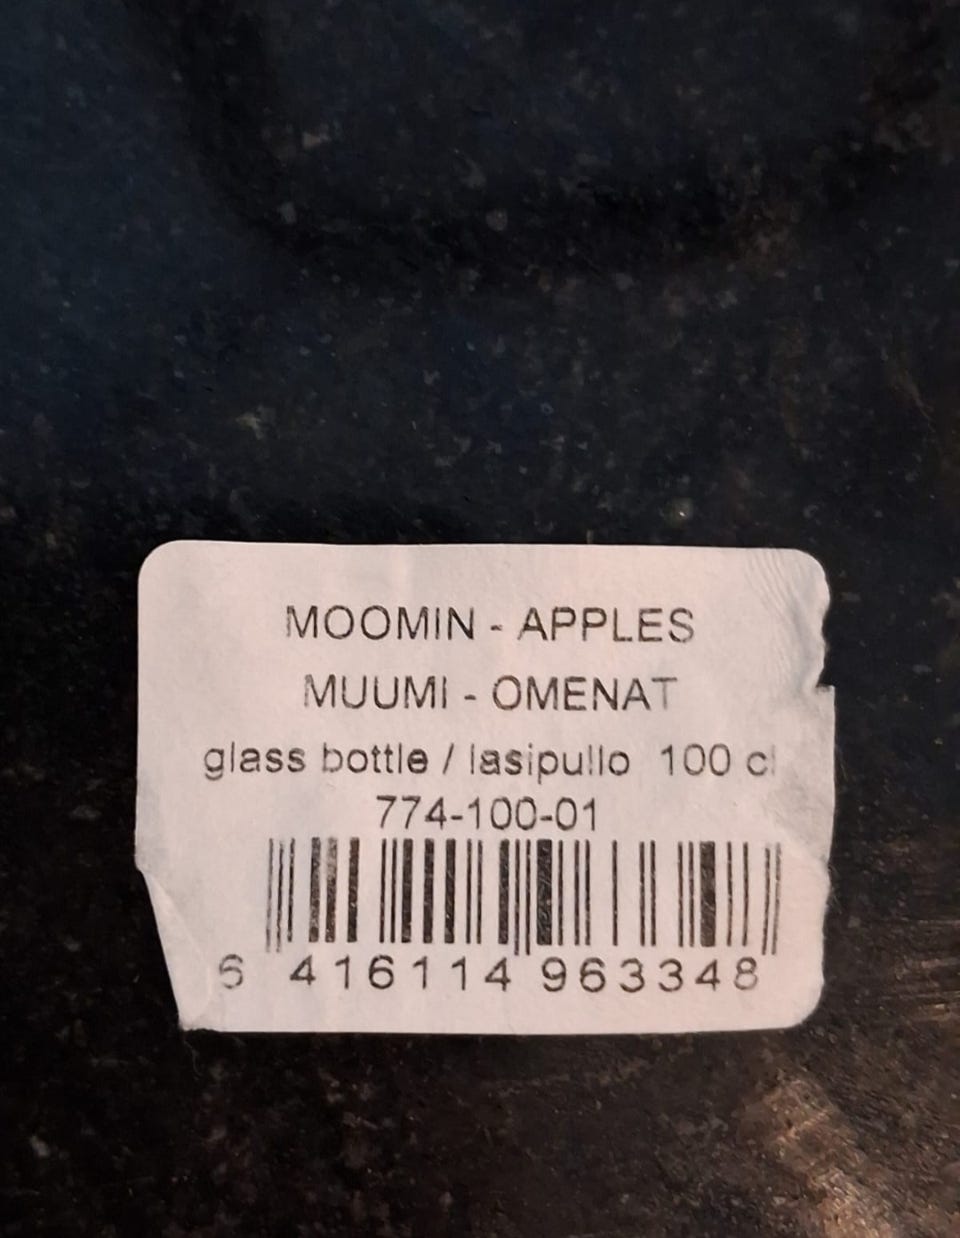 MOOMIN - APPLES
MUUMI - OMENAT
glass bottle / lasipullo 100 cl
774-100-01
6 416114 963348